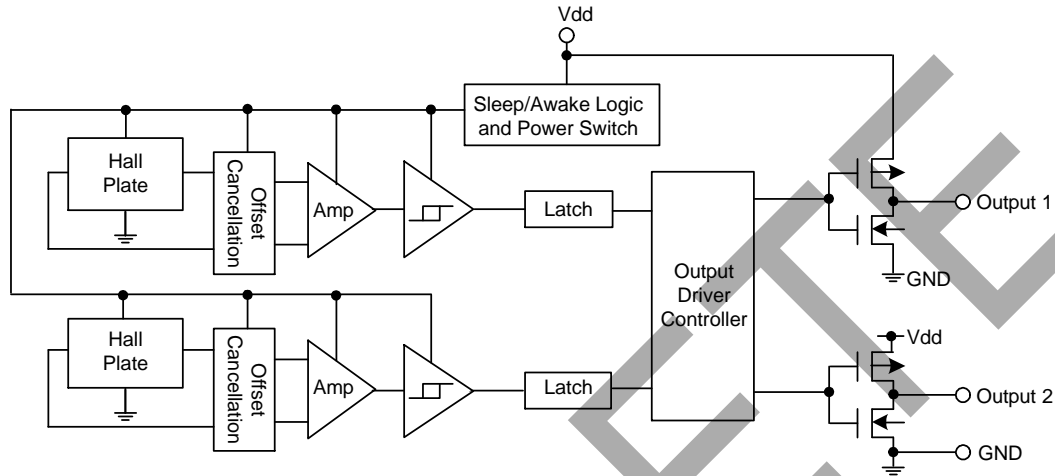 Vdd
Sleep/Awake Logic
and Power Switch
Hall
Plate
Offset
Cancellation
Amp
Latch
Output
Driver
Controller
Output 1
GND
Hall
Plate
Offset
Cancellation
Amp
Latch
Vdd
Output 2
GND